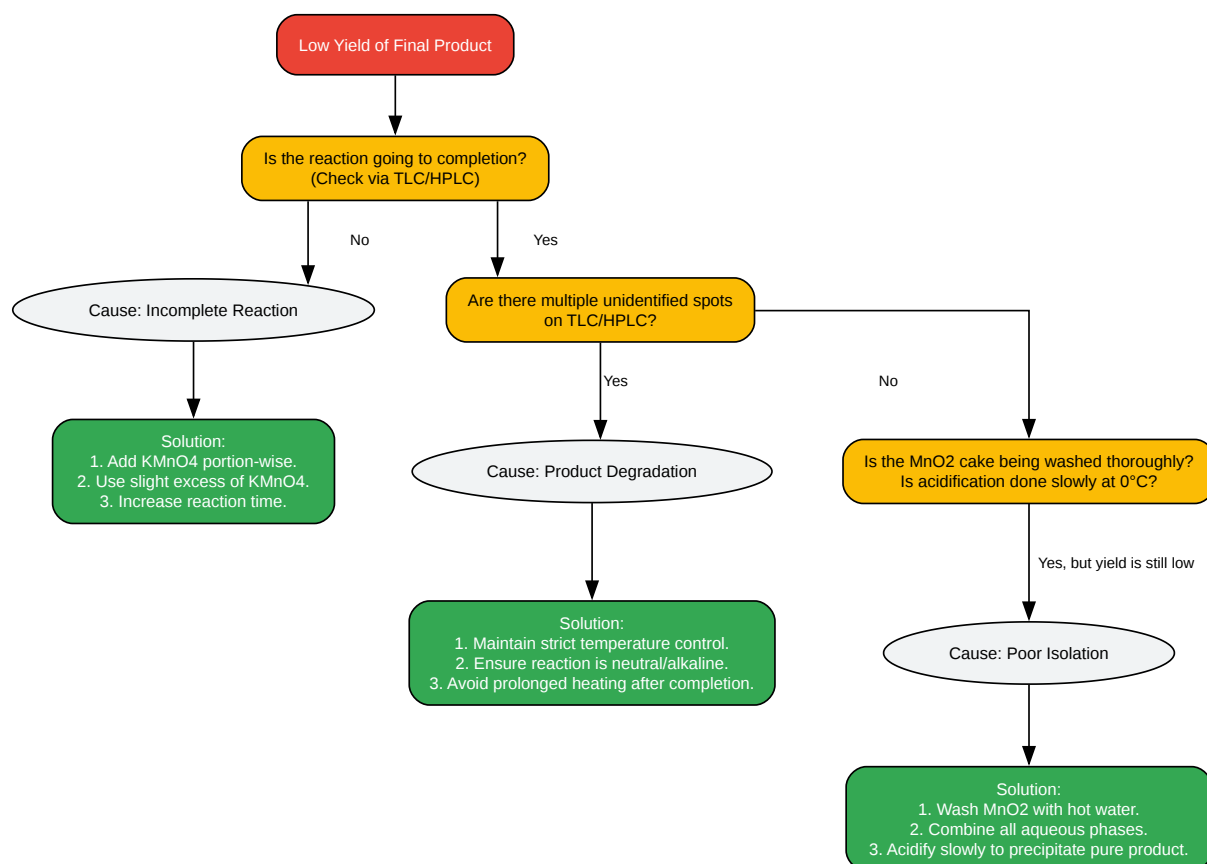 Low Yield of Final Product
Is the reaction going to completion?
(Check via TLC/HPLC)
No
Yes
Cause: Incomplete Reaction
Are there multiple unidentified spots
on TLC/HPLC?
Yes
No
Solution:
1. Add KMnO4 portion-wise.
2. Use slight excess of KMnO4.
3. Increase reaction time.
Cause: Product Degradation
Is the MnO2 cake being washed thoroughly?
Is acidification done slowly at 0°C?
Yes, but yield is still low
Solution:
1. Maintain strict temperature control.
2. Ensure reaction is neutral/alkaline.
3. Avoid prolonged heating after completion.
Cause: Poor Isolation
Solution:
1. Wash MnO2 with hot water.
2. Combine all aqueous phases.
3. Acidify slowly to precipitate pure product.